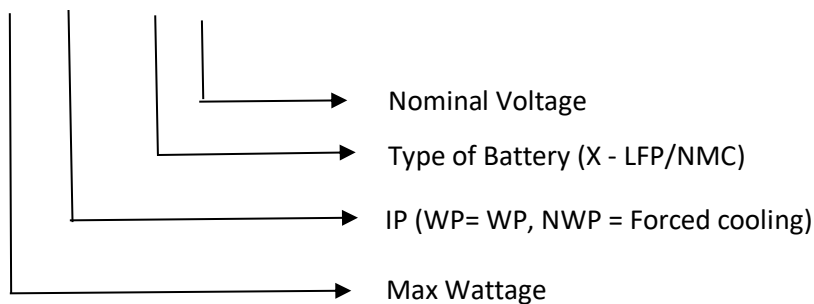 Nominal Voltage
Type of Battery (X - LFP/NMC)
IP (WP= WP, NWP = Forced cooling)
Max Wattage